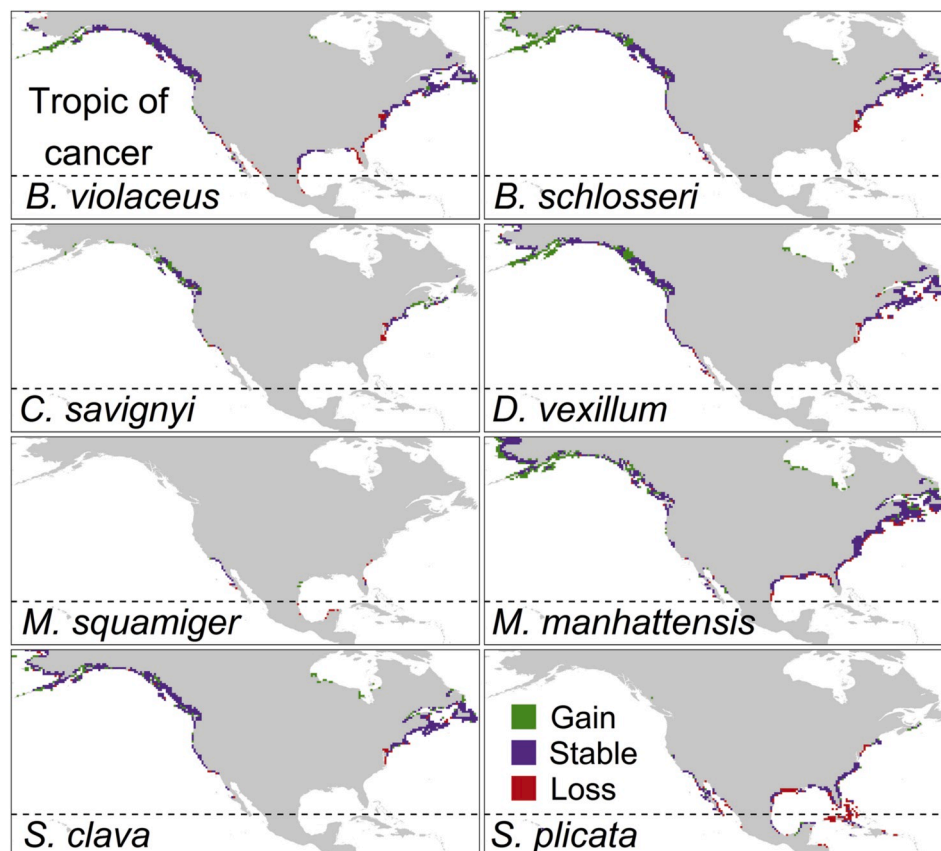 Tropic of
cancer
B. violaceus
B. schlosseri
C. savignyi
D. vexillum
M. squamiger
M. manhattensis
S. clava
Gain
Stable
Loss
S. plicata